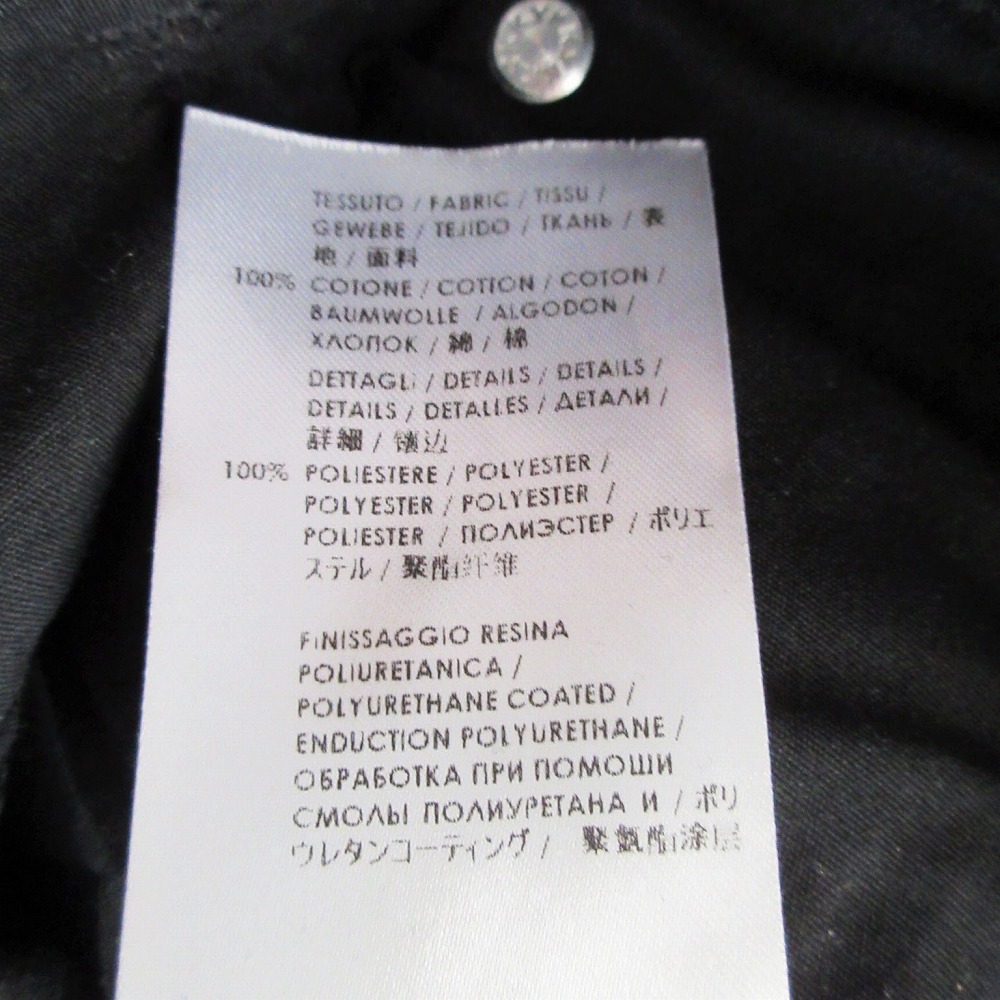 TESSUTO / FABRIC / TISSU /
GEWEBE / TEJIDO / ТКАНЬ / 表
地 / 面料
100% COTONE / COTTON / COTON /
BAUMWOLLE / ALGODON /
ХЛОПОК / 綿 / 棉
DETTAGLI / DETAILS / DETAILS /
DETAILS / DETALLES / ДЕТАЛИ /
詳細 / 镶边
100% POLIESTERE / POLYESTER /
POLYESTER / POLYESTER /
POLIESTER / ПОЛИЭСТЕР / ポリエ
ステル / 聚酯纤维
FINISSAGGIO RESINA
POLIURETANICA /
POLYURETHANE COATED /
ENDUCTION POLYURETHANE /
ОБРАБОТКА ПРИ ПОМОШИ
СМОЛЫ ПОЛИУРЕТАНА И / ポリ
ウレタンコーティング / 聚氨酯涂层